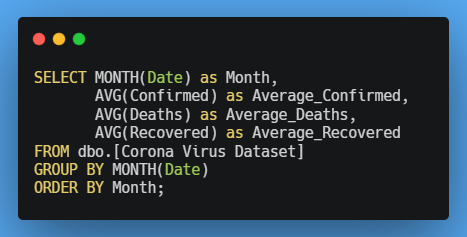 SELECT MONTH(Date) as Month,
       AVG(Confirmed) as Average_Confirmed,
       AVG(Deaths) as Average_Deaths,
       AVG(Recovered) as Average_Recovered
FROM dbo.[Corona Virus Dataset]
GROUP BY MONTH(Date)
ORDER BY Month;